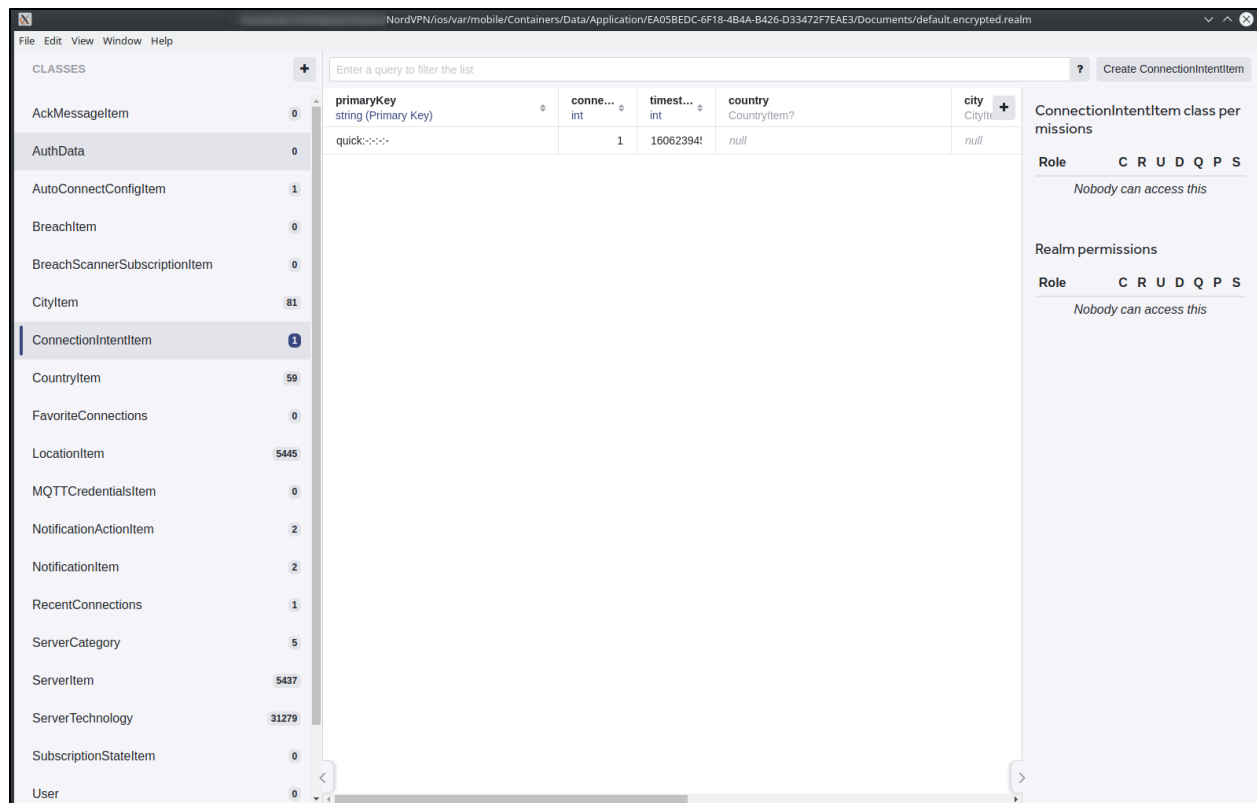 NordVPN/ios/var/mobile/Containers/Data/Application/EA05BEDC-6F18-4B4A-B426-D33472F7EAE3/Documents/default.encrypted.realm
File Edit View Window Help
CLASSES
+
AckMessageItem 0
AuthData 0
AutoConnectConfigItem 1
BreachItem 0
BreachScannerSubscriptionItem 0
CityItem 81
ConnectionIntentItem 1
CountryItem 59
FavoriteConnections 0
LocationItem 5445
MQTTCredentialsItem 0
NotificationActionItem 2
NotificationItem 2
RecentConnections 1
ServerCategory 5
ServerItem 5437
ServerTechnology 31279
SubscriptionStateItem 0
User 0
Enter a query to filter the list ? Create ConnectionIntentItem
primaryKey conne... timest... country city +
string (Primary Key) int int CountryItem? CityIte
quick:-:-:-:- 1 160623945 null null
ConnectionIntentItem class per
missions
Role C R U D Q P S
Nobody can access this
Realm permissions
Role C R U D Q P S
Nobody can access this